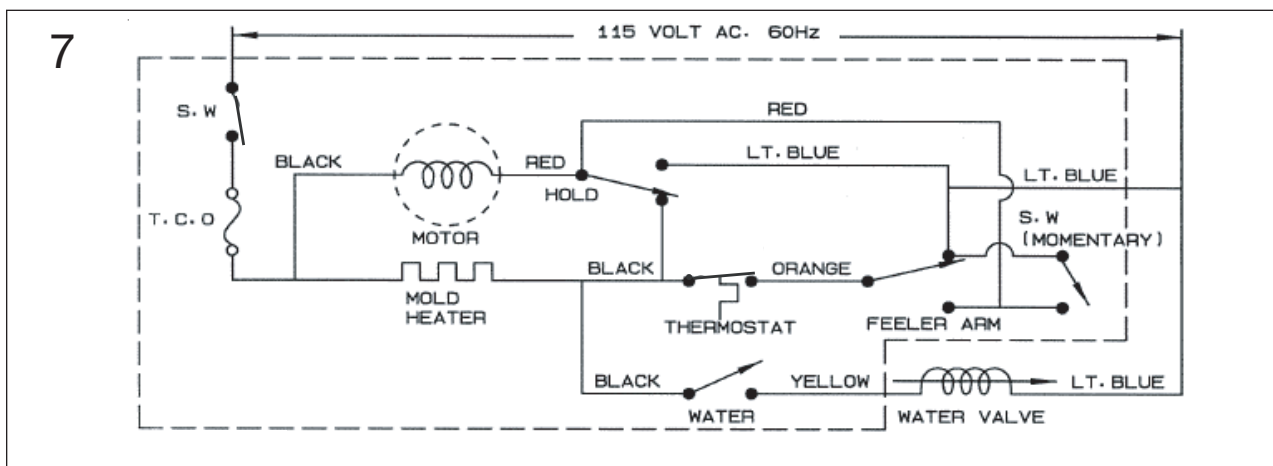 7
115 VOLT AC. 60Hz
S.W
RED
BLACK
RED
LT. BLUE
HOLD
LT. BLUE
T.C.O
S.W
(MOMENTARY)
MOTOR
BLACK
ORANGE
MOLD
HEATER
THERMOSTAT
FEELER ARM
BLACK
YELLOW
LT. BLUE
WATER
WATER VALVE